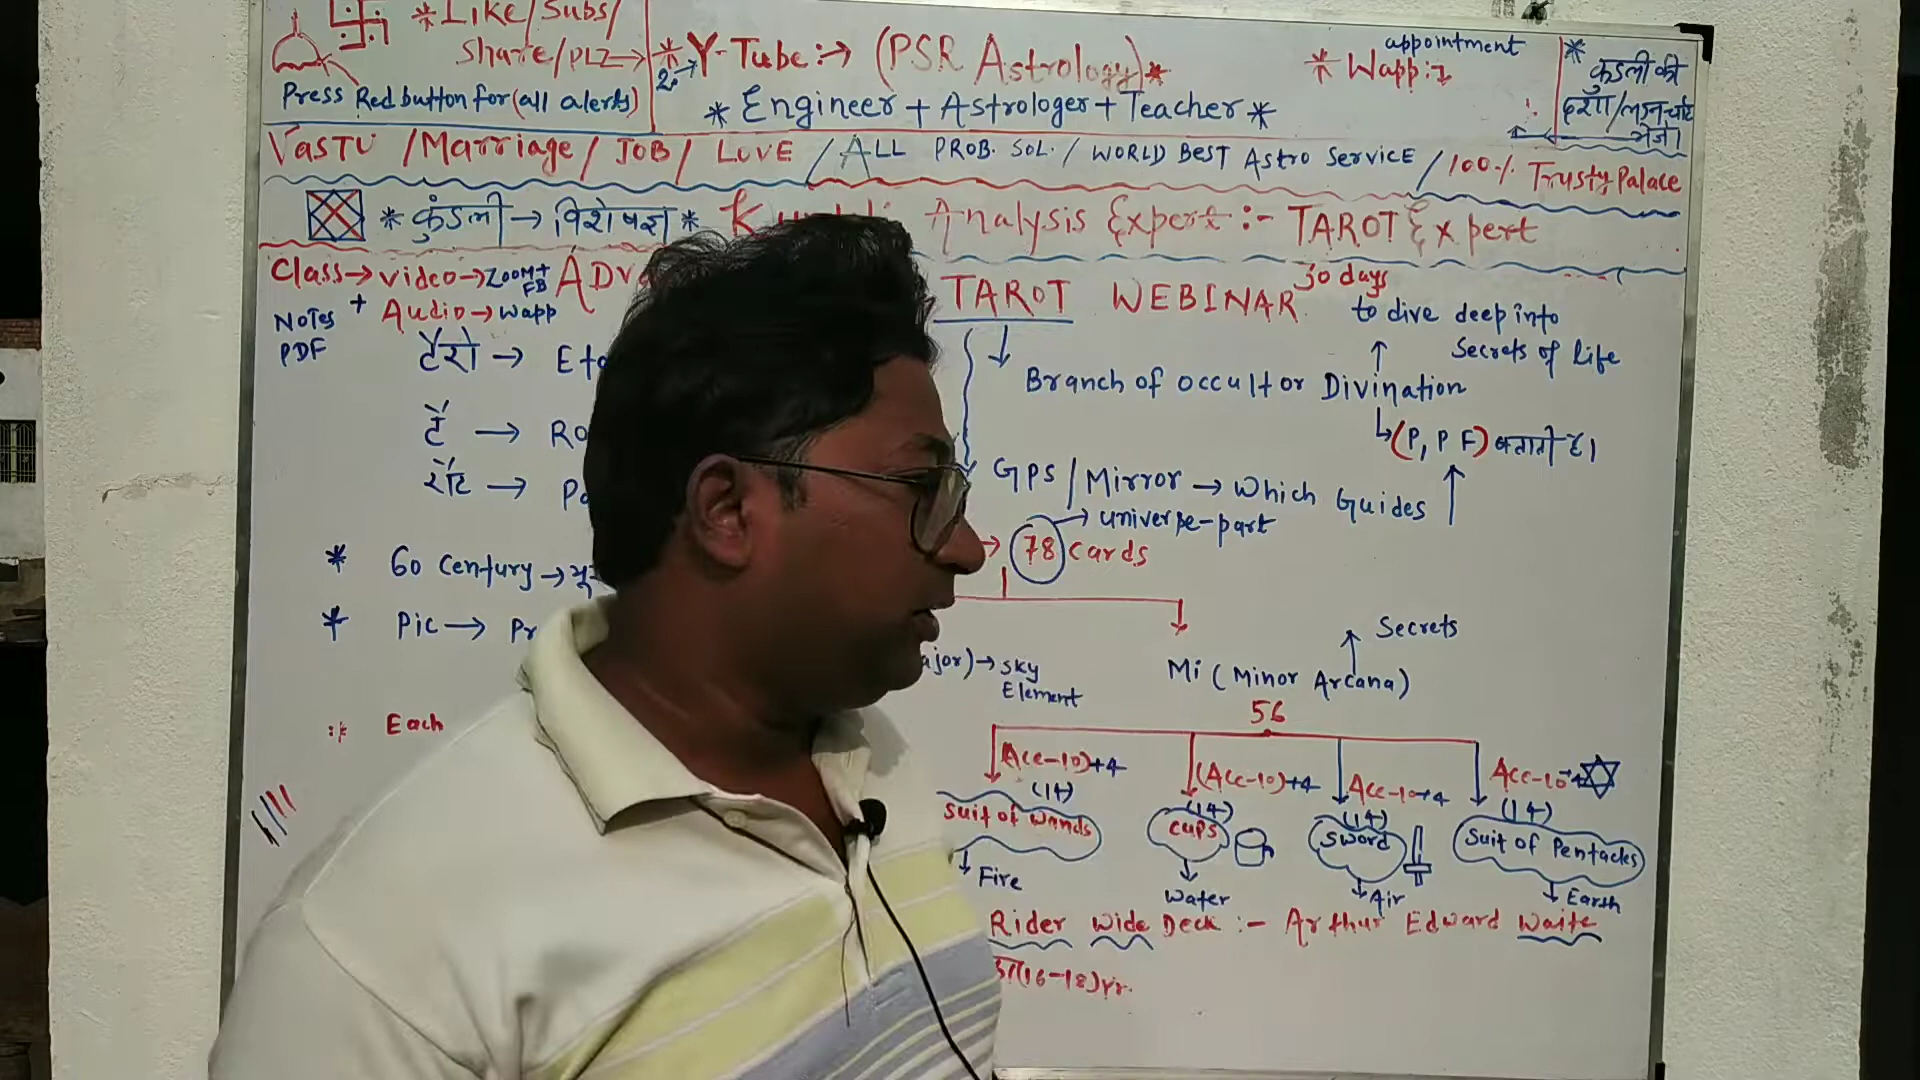 *Like/Subs/
Share/PLZ→
Press Red button for (all alerts)
* Y-Tube:→ (PSR Astrology)*
* Engineer + Astrologer + Teacher *
appointment
* Wapp:
* कुंडली की
दशा/लग्न चार्ट
भेजे।
VASTU / Marriage / JOB / LOVE / ALL PROB. SOL. / WORLD BEST Astro Service / 100% Trusty Palace
* कुंडली → विशेषज्ञ * Analysis Expert :- TAROT Expert
Class → video → ZOOM + FB
TAROT WEBINAR 30 days
Notes + Audio → wapp
PDF
to dive deep into
Secrets of life
टैरो →
Branch of occult or Divination
टै →
↳ (P, P F) बताती है।
रोट →
GPS / Mirror → which Guides
→ universe-part
→ 78 cards
* 60 Century →
* Pic →
Secrets
ajor) → sky
Element
Mi (Minor Arcana)
56
:* Each
(Ace-10)+4
(14)
Suit of Wands
Fire
(Ace-10)+4
(14)
Cups
Water
Ace-10+4
(14)
Sword
Air
Ace-10+4
(14)
Suit of Pentacles
Earth
Rider Wide Deck :- Arthur Edward Waite
(16-18) yr.